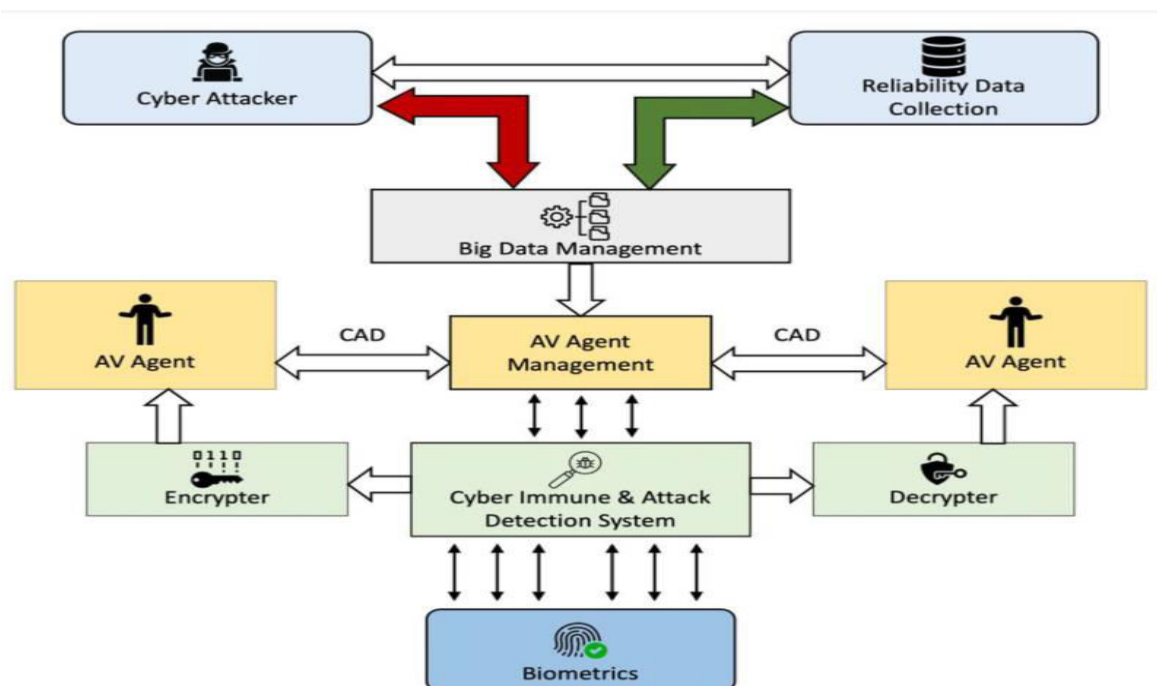 Cyber Attacker
Reliability Data
Collection
Big Data Management
AV Agent
CAD
AV Agent
Management
CAD
AV Agent
0110
Encrypter
Cyber Immune & Attack
Detection System
Decrypter
Biometrics